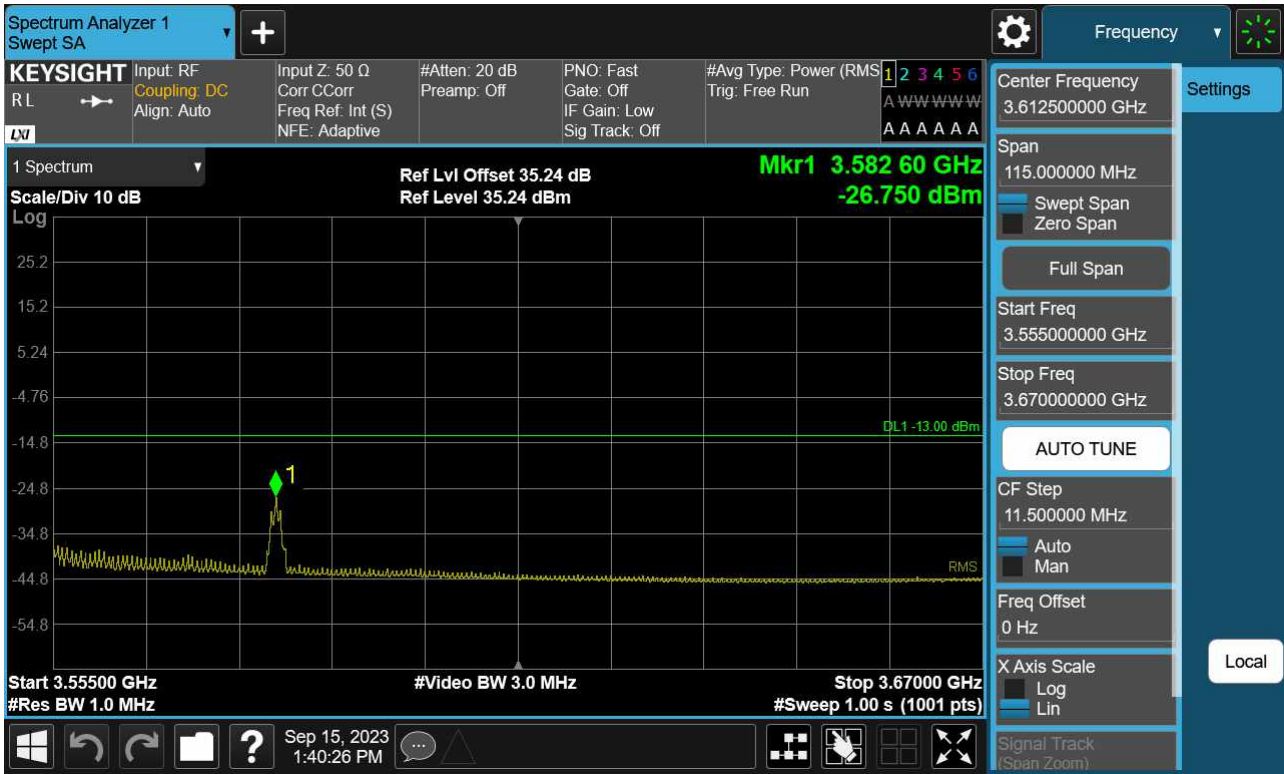 Spectrum Analyzer 1
Swept SA
Frequency
KEYSIGHT
R L
LXI
Input: RF
Coupling: DC
Align: Auto
Input Z: 50 Ω
Corr CCorr
Freq Ref: Int (S)
NFE: Adaptive
#Atten: 20 dB
Preamp: Off
PNO: Fast
Gate: Off
IF Gain: Low
Sig Track: Off
#Avg Type: Power (RMS
Trig: Free Run
1 2 3 4 5 6
A W W W W W
A A A A A A
1 Spectrum
Scale/Div 10 dB
Log
Ref Lvl Offset 35.24 dB
Ref Level 35.24 dBm
Mkr1 3.582 60 GHz
-26.750 dBm
25.2
15.2
5.24
-4.76
-14.8
-24.8
-34.8
-44.8
-54.8
DL1 -13.00 dBm
1
RMS
Start 3.55500 GHz
#Res BW 1.0 MHz
#Video BW 3.0 MHz
Stop 3.67000 GHz
#Sweep 1.00 s (1001 pts)
Center Frequency
3.612500000 GHz
Span
115.000000 MHz
Swept Span
Zero Span
Full Span
Start Freq
3.555000000 GHz
Stop Freq
3.670000000 GHz
AUTO TUNE
CF Step
11.500000 MHz
Auto
Man
Freq Offset
0 Hz
X Axis Scale
Log
Lin
Signal Track
(Span Zoom)
Settings
Local
?
Sep 15, 2023
1:40:26 PM